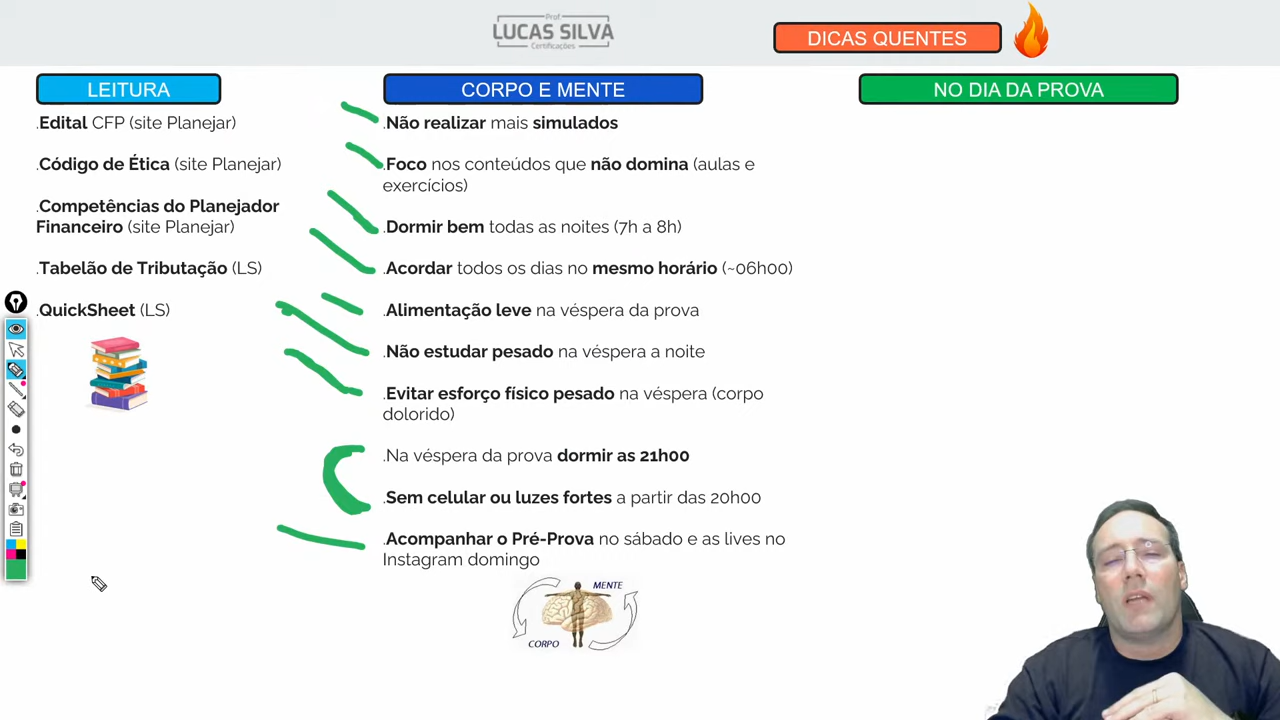 Prof.
LUCAS SILVA
Certificações
DICAS QUENTES
LEITURA
.Edital CFP (site Planejar)
.Código de Ética (site Planejar)
.Competências do Planejador
Financeiro (site Planejar)
.Tabelão de Tributação (LS)
.QuickSheet (LS)
CORPO E MENTE
.Não realizar mais simulados
.Foco nos conteúdos que não domina (aulas e
exercícios)
.Dormir bem todas as noites (7h a 8h)
.Acordar todos os dias no mesmo horário (~06h00)
.Alimentação leve na véspera da prova
.Não estudar pesado na véspera a noite
.Evitar esforço físico pesado na véspera (corpo
dolorido)
.Na véspera da prova dormir as 21h00
.Sem celular ou luzes fortes a partir das 20h00
.Acompanhar o Pré-Prova no sábado e as lives no
Instagram domingo
MENTE
CORPO
NO DIA DA PROVA